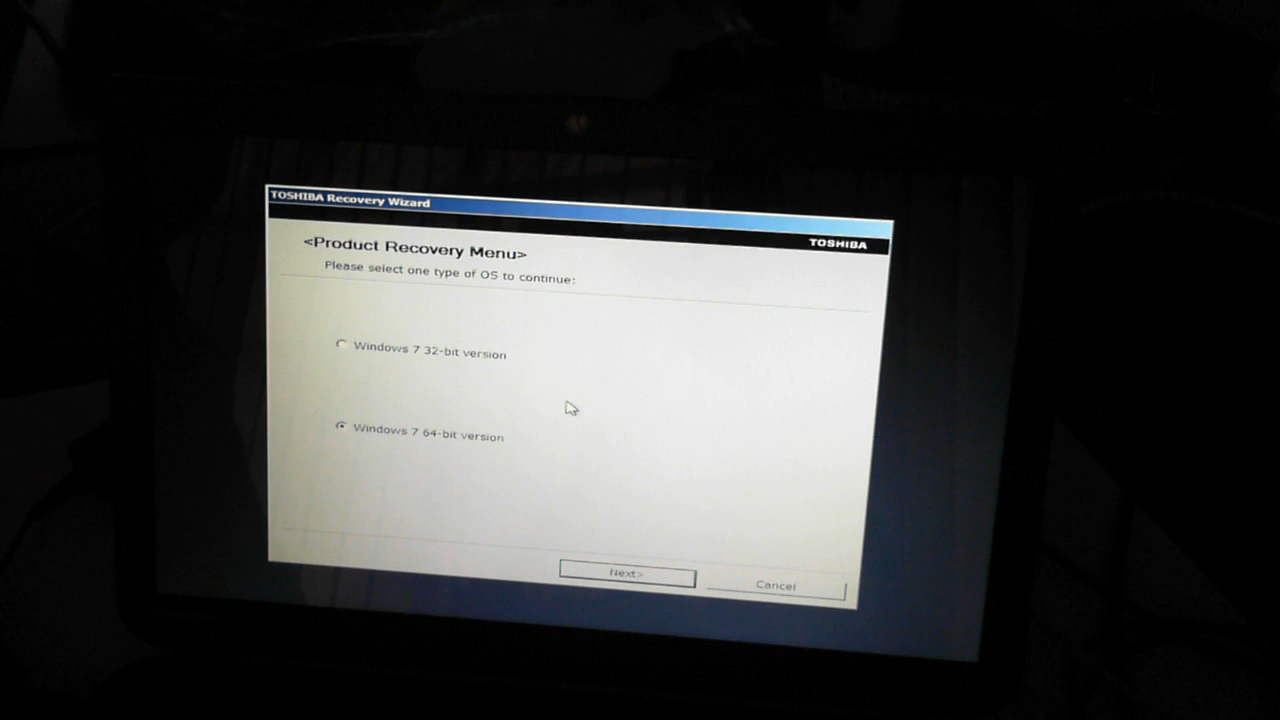 TOSHIBA Recovery Wizard
TOSHIBA
<Product Recovery Menu>
Please select one type of OS to continue:
Windows 7 32-bit version
Windows 7 64-bit version
Next>
Cancel